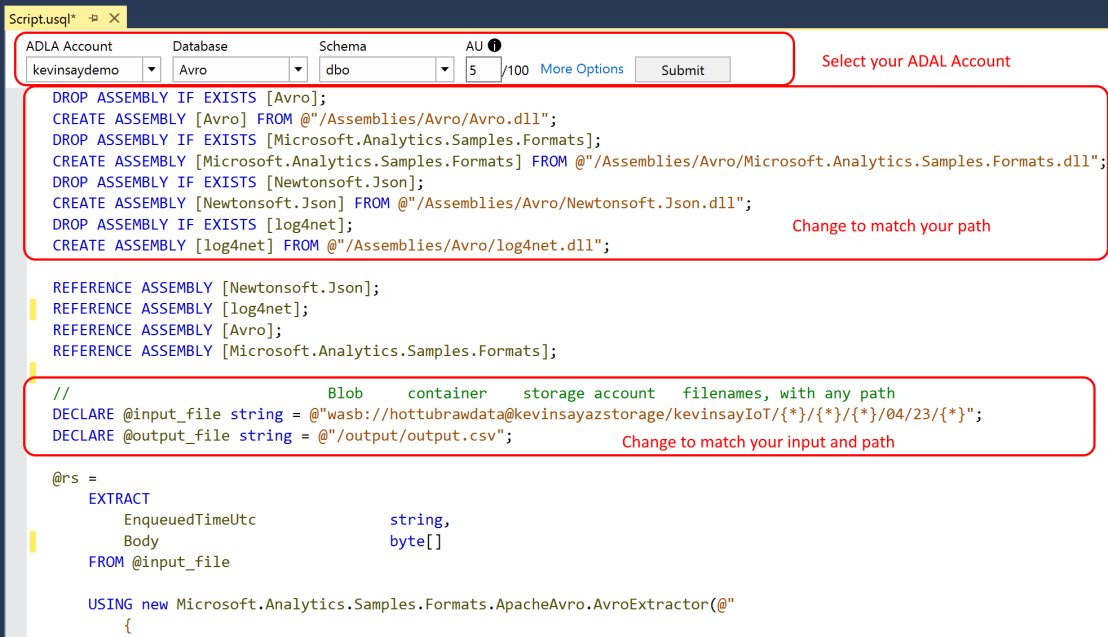 Script.usql*
ADLA Account Database Schema AU
kevinsaydemo Avro dbo 5 /100 More Options Submit
Select your ADAL Account
DROP ASSEMBLY IF EXISTS [Avro];
CREATE ASSEMBLY [Avro] FROM @"/Assemblies/Avro/Avro.dll";
DROP ASSEMBLY IF EXISTS [Microsoft.Analytics.Samples.Formats];
CREATE ASSEMBLY [Microsoft.Analytics.Samples.Formats] FROM @"/Assemblies/Avro/Microsoft.Analytics.Samples.Formats.dll";
DROP ASSEMBLY IF EXISTS [Newtonsoft.Json];
CREATE ASSEMBLY [Newtonsoft.Json] FROM @"/Assemblies/Avro/Newtonsoft.Json.dll";
DROP ASSEMBLY IF EXISTS [log4net];
Change to match your path
CREATE ASSEMBLY [log4net] FROM @"/Assemblies/Avro/log4net.dll";
REFERENCE ASSEMBLY [Newtonsoft.Json];
REFERENCE ASSEMBLY [log4net];
REFERENCE ASSEMBLY [Avro];
REFERENCE ASSEMBLY [Microsoft.Analytics.Samples.Formats];
// Blob container storage account filenames, with any path
DECLARE @input_file string = @"wasb://hottubrawdata@kevinsayazstorage/kevinsayIoT/{*}/{*}/{*}/04/23/{*}";
DECLARE @output_file string = @"/output/output.csv";
Change to match your input and path
@rs =
EXTRACT
EnqueuedTimeUtc string,
Body byte[]
FROM @input_file
USING new Microsoft.Analytics.Samples.Formats.ApacheAvro.AvroExtractor(@"
{